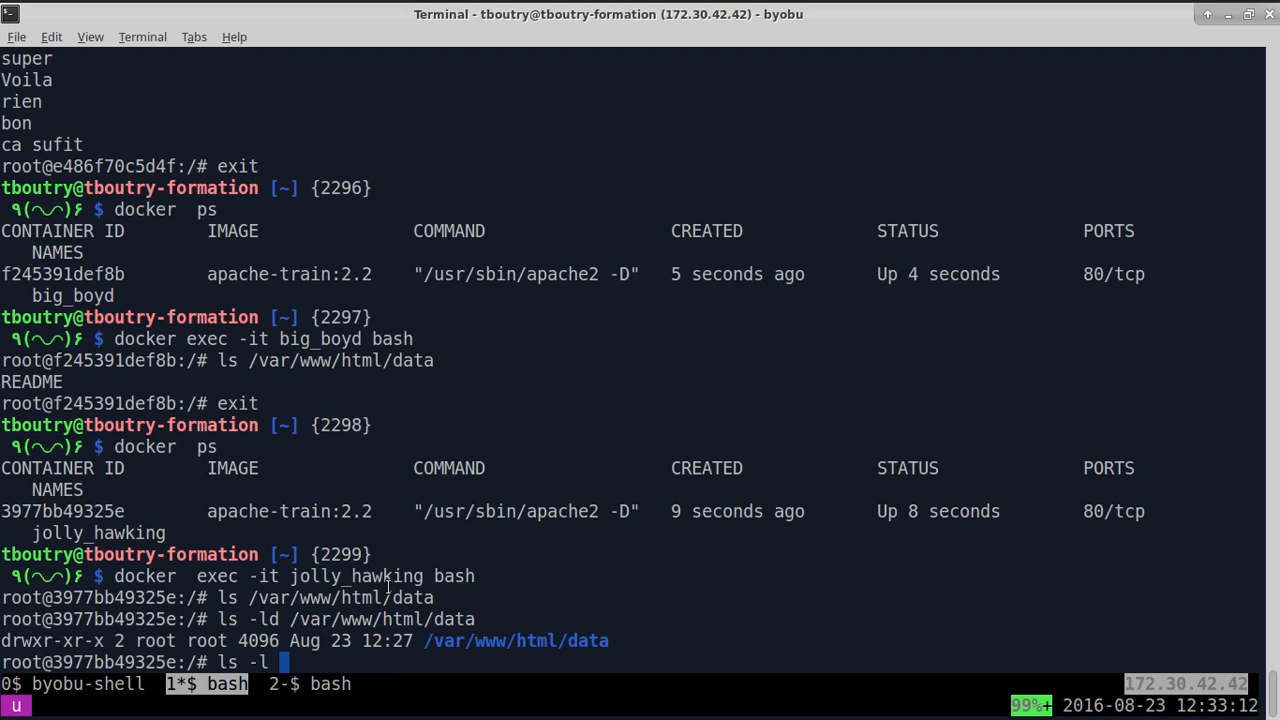 Terminal - tboutry@tboutry-formation (172.30.42.42) - byobu
File Edit View Terminal Tabs Help
super
Voila
rien
bon
ca sufit
root@e486f70c5d4f:/# exit
tboutry@tboutry-formation [~] {2296}
٩(◠◡◠)۶ $ docker  ps
CONTAINER ID        IMAGE               COMMAND                  CREATED             STATUS              PORTS
   NAMES
f245391def8b        apache-train:2.2    "/usr/sbin/apache2 -D"   5 seconds ago       Up 4 seconds        80/tcp
   big_boyd
tboutry@tboutry-formation [~] {2297}
٩(◠◡◠)۶ $ docker exec -it big_boyd bash
root@f245391def8b:/# ls /var/www/html/data
README
root@f245391def8b:/# exit
tboutry@tboutry-formation [~] {2298}
٩(◠◡◠)۶ $ docker  ps
CONTAINER ID        IMAGE               COMMAND                  CREATED             STATUS              PORTS
   NAMES
3977bb49325e        apache-train:2.2    "/usr/sbin/apache2 -D"   9 seconds ago       Up 8 seconds        80/tcp
   jolly_hawking
tboutry@tboutry-formation [~] {2299}
٩(◠◡◠)۶ $ docker  exec -it jolly_hawking bash
root@3977bb49325e:/# ls /var/www/html/data
root@3977bb49325e:/# ls -ld /var/www/html/data
drwxr-xr-x 2 root root 4096 Aug 23 12:27 /var/www/html/data
root@3977bb49325e:/# ls -l
0$ byobu-shell  1*$ bash  2-$ bash 172.30.42.42
u 99%+ 2016-08-23 12:33:12